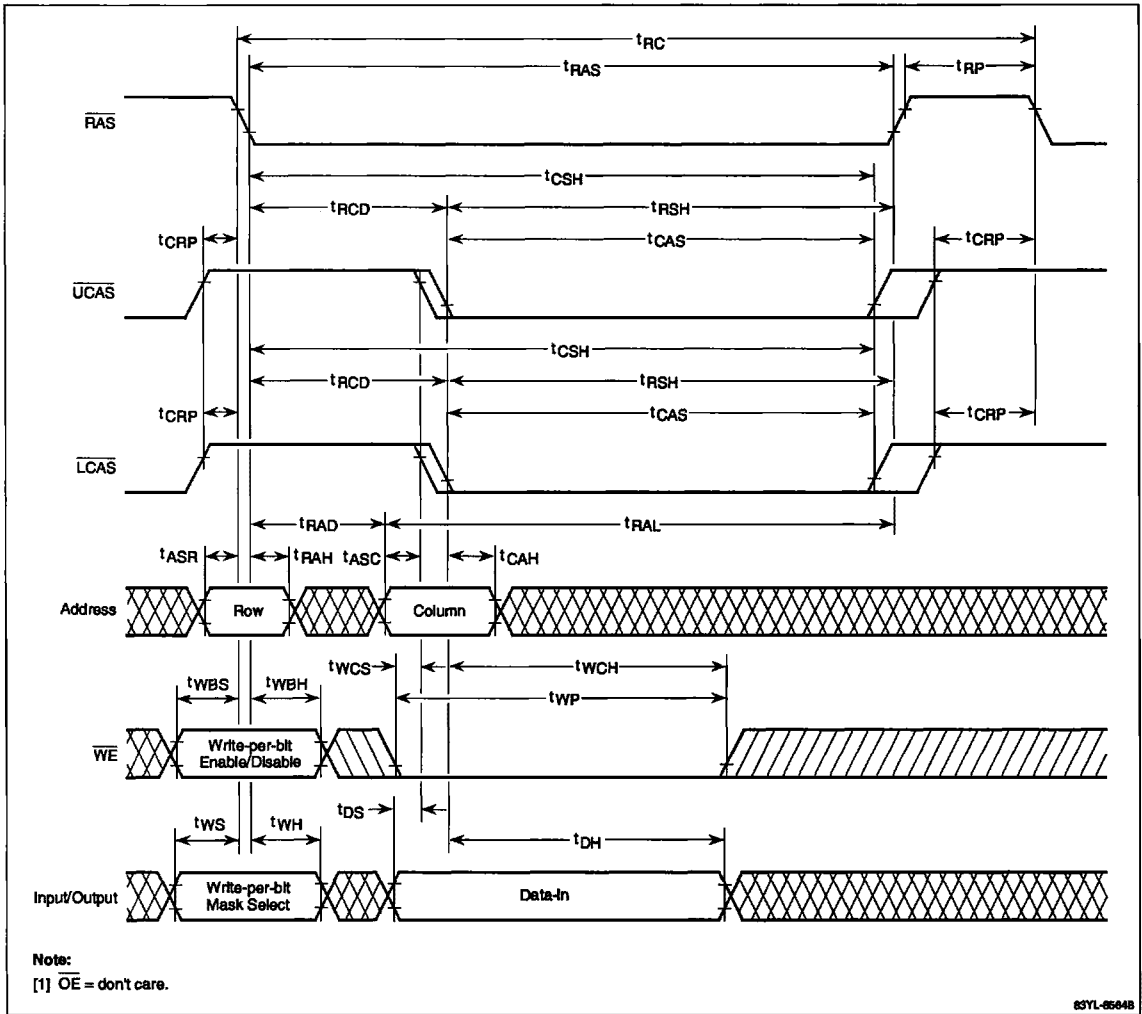 tRC
tRAS
tRP
RAS
tCSH
tRCD
tRSH
tCRP
tCAS
tCRP
UCAS
tCSH
tRCD
tRSH
tCRP
tCAS
tCRP
LCAS
tRAD
tRAL
tASR
tRAH
tASC
tCAH
Address
Row
Column
tWCS
tWCH
tWBS
tWBH
tWP
WE
Write-per-bit
Enable/Disable
tDS
tWS
tWH
tDH
Input/Output
Write-per-bit
Mask Select
Data-In
Note:
[1] OE = don't care.
83YL-8564B